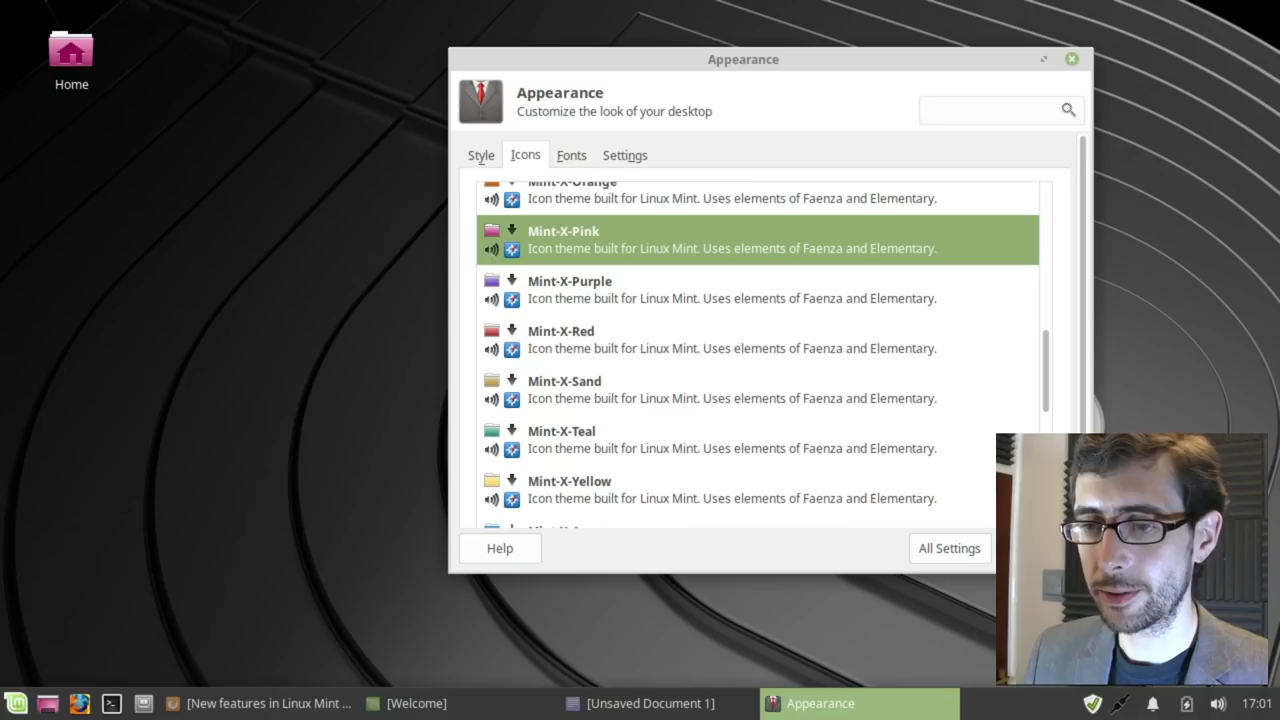 Home
Appearance
Appearance
Customize the look of your desktop
Style
Icons
Fonts
Settings
Mint-X-Orange
Icon theme built for Linux Mint. Uses elements of Faenza and Elementary.
Mint-X-Pink
Icon theme built for Linux Mint. Uses elements of Faenza and Elementary.
Mint-X-Purple
Icon theme built for Linux Mint. Uses elements of Faenza and Elementary.
Mint-X-Red
Icon theme built for Linux Mint. Uses elements of Faenza and Elementary.
Mint-X-Sand
Icon theme built for Linux Mint. Uses elements of Faenza and Elementary.
Mint-X-Teal
Icon theme built for Linux Mint. Uses elements of Faenza and Elementary.
Mint-X-Yellow
Icon theme built for Linux Mint. Uses elements of Faenza and Elementary.
Help
All Settings
[New features in Linux Mint ...
[Welcome]
[Unsaved Document 1]
Appearance
17:01